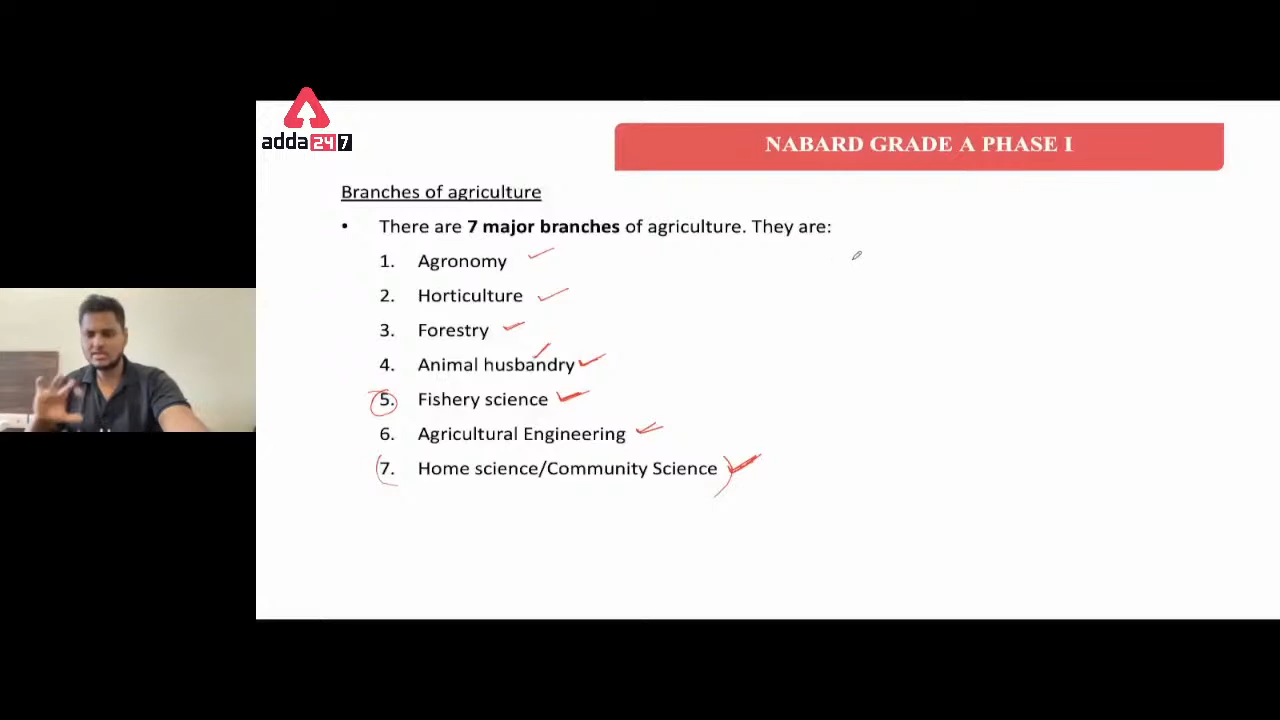 adda247
NABARD GRADE A PHASE I
Branches of agriculture
• There are 7 major branches of agriculture. They are:
1. Agronomy
2. Horticulture
3. Forestry
4. Animal husbandry
5. Fishery science
6. Agricultural Engineering
7. Home science/Community Science